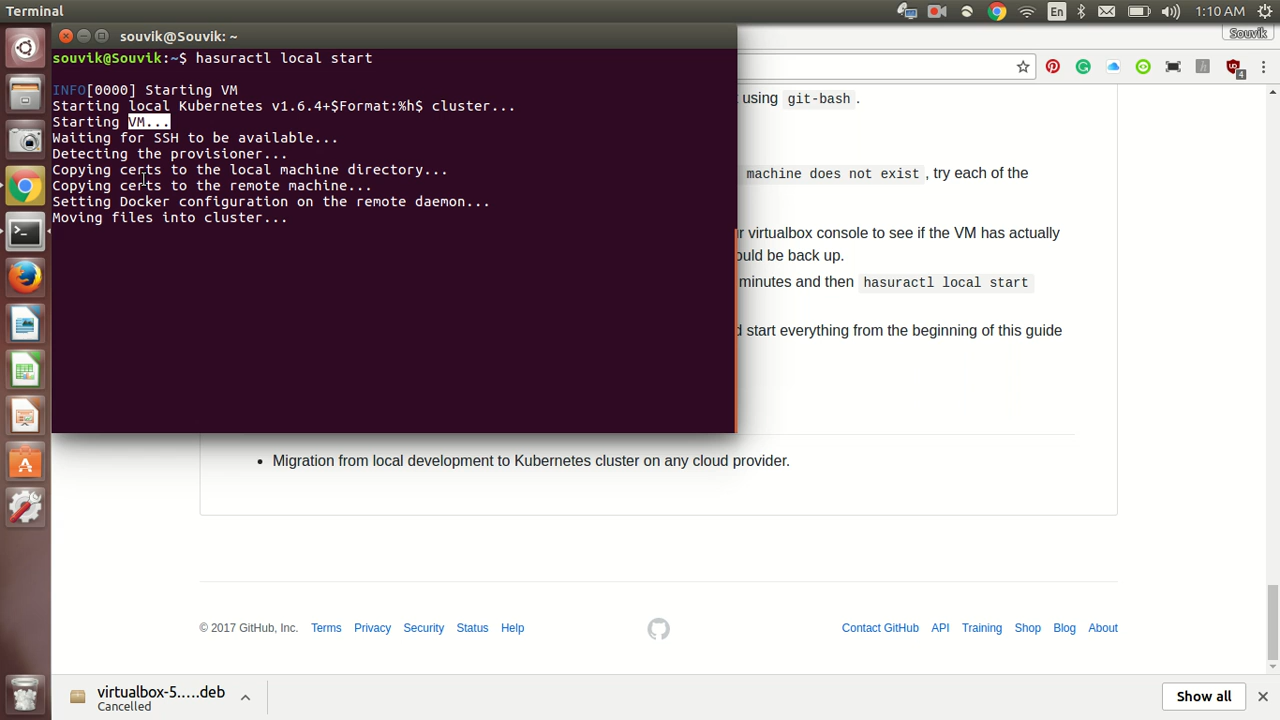 Terminal
En
1:10 AM
souvik@Souvik: ~
Souvik
souvik@Souvik:~$ hasuractl local start
INFO[0000] Starting VM
Starting local Kubernetes v1.6.4+$Format:%h$ cluster...
Starting VM...
Waiting for SSH to be available...
Detecting the provisioner...
Copying certs to the local machine directory...
Copying certs to the remote machine...
Setting Docker configuration on the remote daemon...
Moving files into cluster...
4
using git-bash.
machine does not exist, try each of the
virtualbox console to see if the VM has actually
be back up.
minutes and then hasuractl local start
start everything from the beginning of this guide
• Migration from local development to Kubernetes cluster on any cloud provider.
© 2017 GitHub, Inc. Terms Privacy Security Status Help
Contact GitHub API Training Shop Blog About
virtualbox-5.....deb
Cancelled
Show all